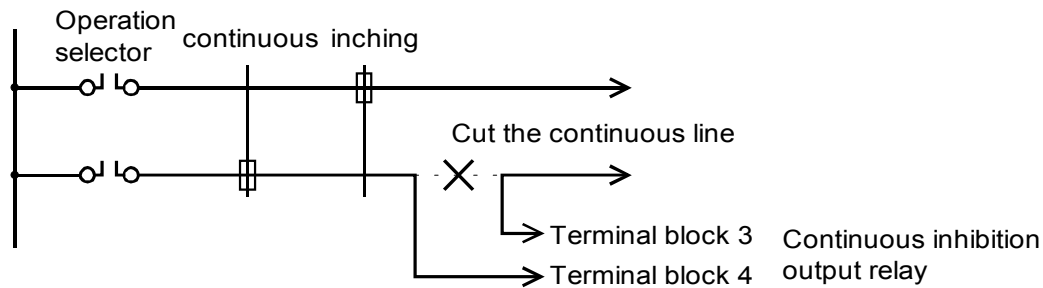 Operation
selector
continuous inching
Cut the continuous line
Terminal block 3
Terminal block 4
Continuous inhibition
output relay